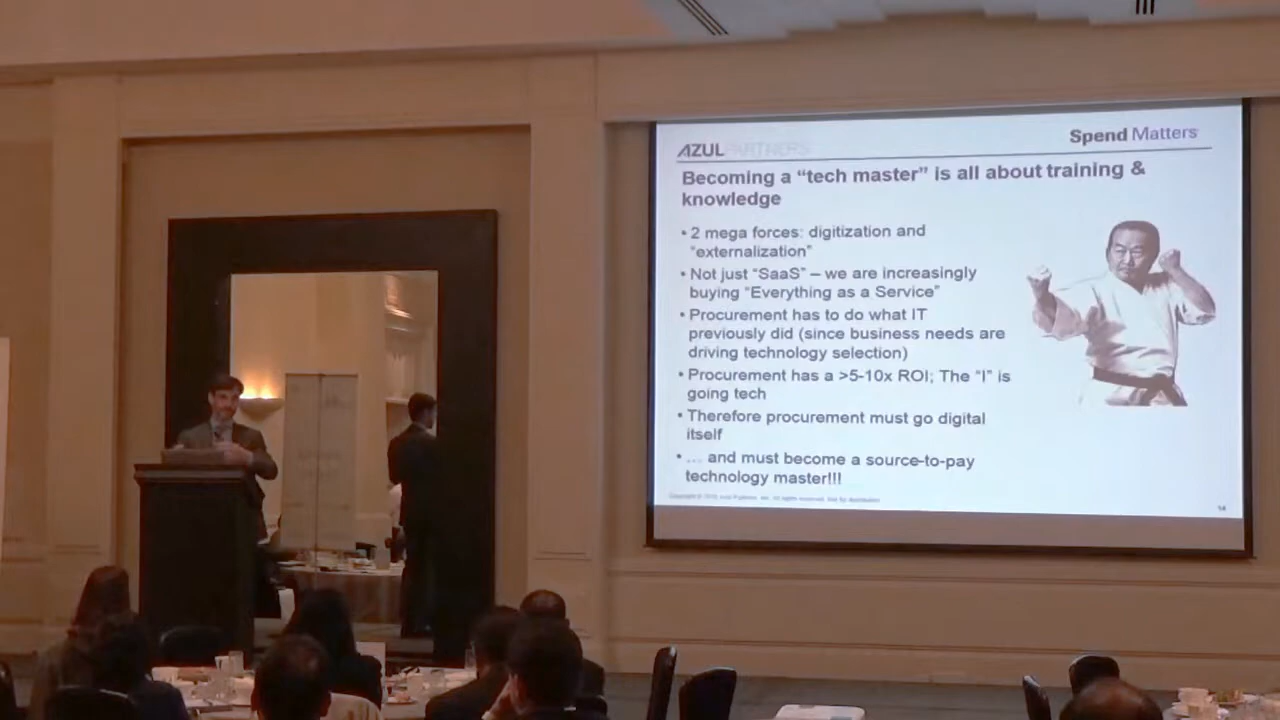 AZUL PARTNERS
Spend Matters
Becoming a “tech master” is all about training &
knowledge
• 2 mega forces: digitization and
“externalization”
• Not just “SaaS” – we are increasingly
buying “Everything as a Service”
• Procurement has to do what IT
previously did (since business needs are
driving technology selection)
• Procurement has a >5-10x ROI; The “I” is
going tech
• Therefore procurement must go digital
itself
• … and must become a source-to-pay
technology master!!!
14